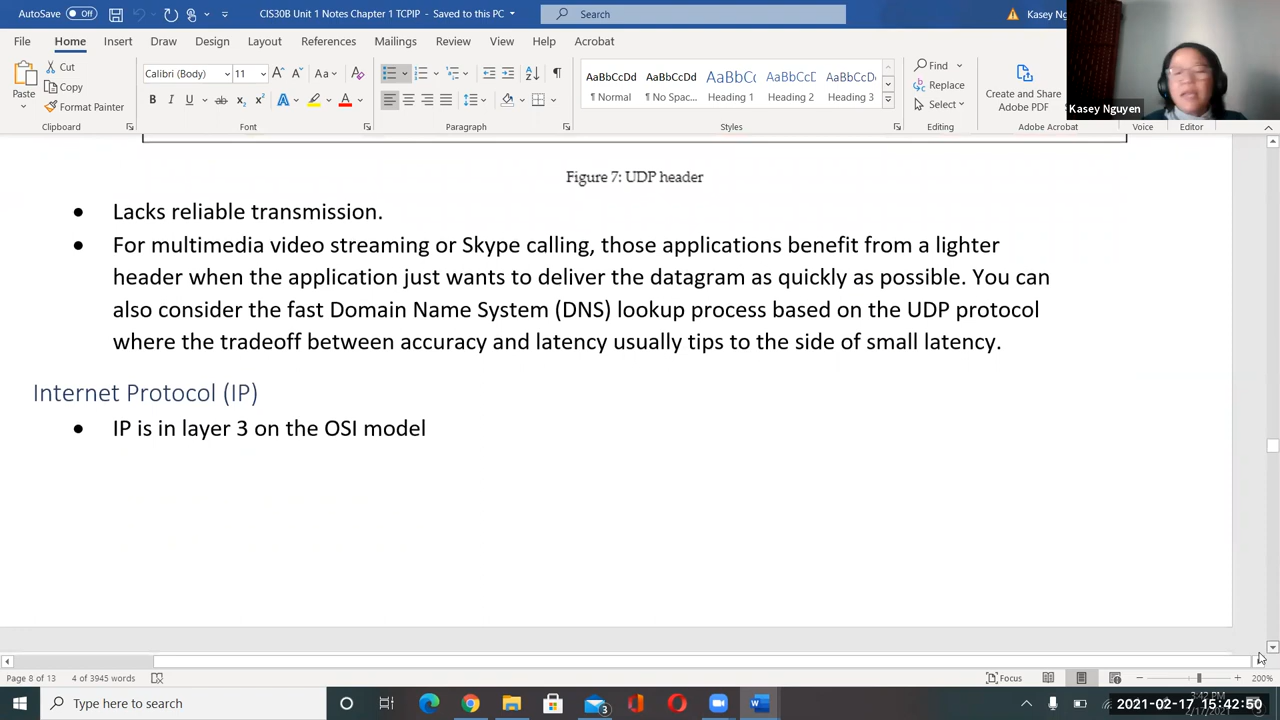 AutoSave Off CIS30B Unit 1 Notes Chapter 1 TCPIP - Saved to this PC Search Kasey Ng
File Home Insert Draw Design Layout References Mailings Review View Help Acrobat
Paste Cut Copy Format Painter
Calibri (Body) 11
AaBbCcDd AaBbCcDd AaBbC AaBbCcD AaBbCcD
Normal No Spac... Heading 1 Heading 2 Heading 3
Find Replace Select
Create and Share Adobe PDF
Clipboard Font Paragraph Styles Editing Adobe Acrobat Voice Editor
Kasey Nguyen
Figure 7: UDP header
• Lacks reliable transmission.
• For multimedia video streaming or Skype calling, those applications benefit from a lighter
header when the application just wants to deliver the datagram as quickly as possible. You can
also consider the fast Domain Name System (DNS) lookup process based on the UDP protocol
where the tradeoff between accuracy and latency usually tips to the side of small latency.
Internet Protocol (IP)
• IP is in layer 3 on the OSI model
Page 8 of 13 4 of 3945 words Focus 200%
Type here to search 3 3:42 PM
2021-02-17 15:42:50